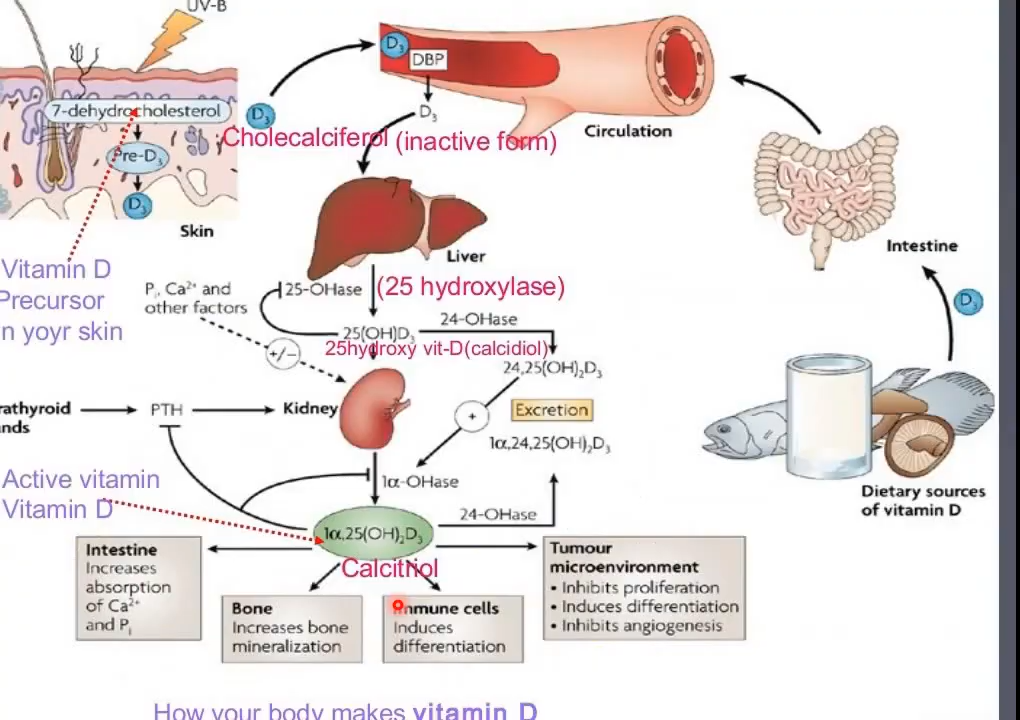 UV-B
D3
DBP
7-dehydrocholesterol
D3
D3
Cholecalciferol (inactive form)
Circulation
Pre-D3
D3
Skin
Intestine
Liver
Vitamin D
Precursor
n yoyr skin
Pi, Ca2+ and
other factors
25-OHase
(25 hydroxylase)
D3
24-OHase
25(OH)D3
25hydroxy vit-D(calcidiol)
+/−
24,25(OH)2D3
rathyroid
nds
PTH
Kidney
+
Excretion
1α,24,25(OH)2D3
Active vitamin
Vitamin D
1α-OHase
Dietary sources
of vitamin D
24-OHase
1α,25(OH)2D3
Calcitriol
Intestine
Increases
absorption
of Ca2+
and Pi
Bone
Increases bone
mineralization
Immune cells
Induces
differentiation
Tumour
microenvironment
• Inhibits proliferation
• Induces differentiation
• Inhibits angiogenesis
How your body makes vitamin D